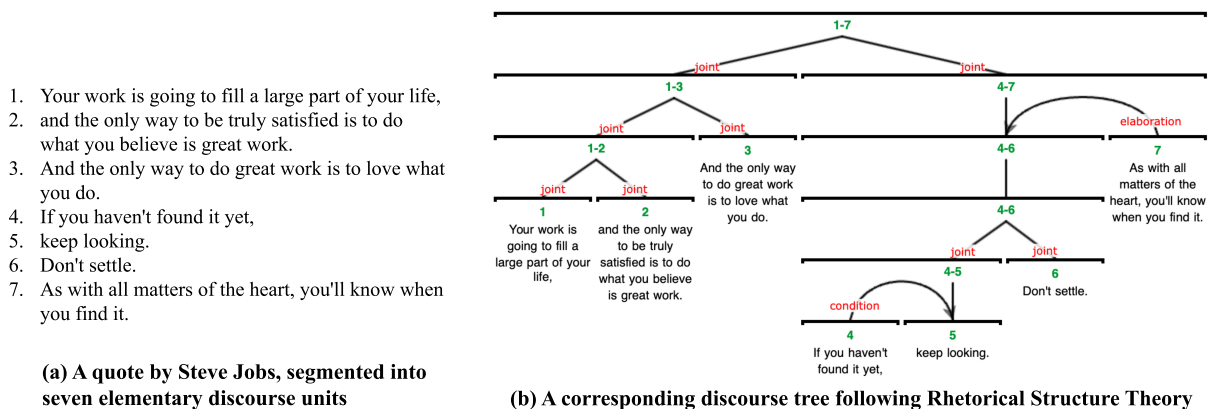 1. Your work is going to fill a large part of your life,
2. and the only way to be truly satisfied is to do
what you believe is great work.
3. And the only way to do great work is to love what
you do.
4. If you haven't found it yet,
5. keep looking.
6. Don't settle.
7. As with all matters of the heart, you'll know when
you find it.
(a) A quote by Steve Jobs, segmented into
seven elementary discourse units
1-7
joint
joint
1-3
4-7
joint
joint
elaboration
1-2
3
4-6
7
And the only way
to do great work
is to love what
you do.
As with all
matters of the
heart, you'll know
when you find it.
joint
joint
1
2
4-6
Your work is
going to fill a
large part of your
life,
and the only way
to be truly
satisfied is to do
what you believe
is great work.
joint
joint
4-5
6
Don't settle.
condition
4
5
If you haven't
found it yet,
keep looking.
(b) A corresponding discourse tree following Rhetorical Structure Theory